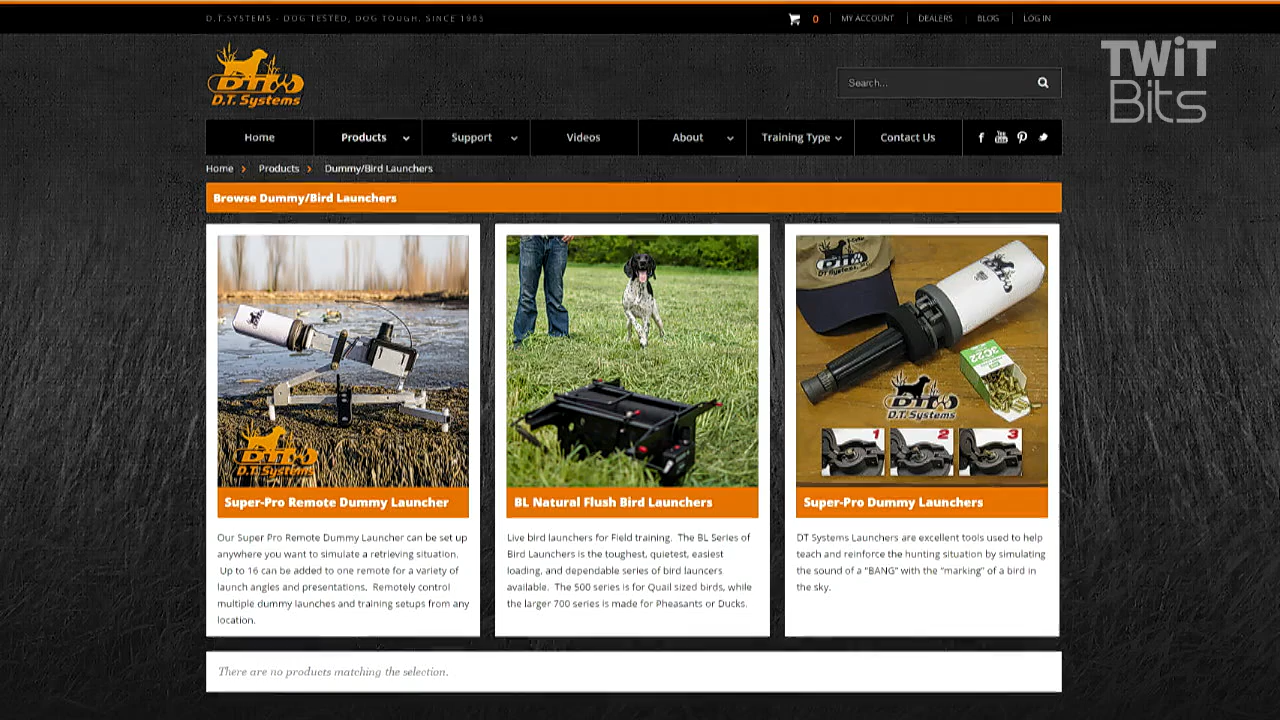 D.T.SYSTEMS - DOG TESTED, DOG TOUGH, SINCE 1983
0 MY ACCOUNT DEALERS BLOG LOG IN
TWiT
Bits
DT
D.T. Systems
Search...
Home Products Support Videos About Training Type Contact Us
Home Products Dummy/Bird Launchers
Browse Dummy/Bird Launchers
D.T. Systems
DT
D.T. Systems
DT
D.T. Systems
1 2 3
Super-Pro Remote Dummy Launcher
Our Super Pro Remote Dummy Launcher can be set up
anywhere you want to simulate a retrieving situation.
Up to 16 can be added to one remote for a variety of
launch angles and presentations. Remotely control
multiple dummy launches and training setups from any
location.
BL Natural Flush Bird Launchers
Live bird launchers for Field training. The BL Series of
Bird Launchers is the toughest, quietest, easiest
loading, and dependable series of bird launcers
available. The 500 series is for Quail sized birds, while
the larger 700 series is made for Pheasants or Ducks.
Super-Pro Dummy Launchers
DT Systems Launchers are excellent tools used to help
teach and reinforce the hunting situation by simulating
the sound of a "BANG" with the "marking" of a bird in
the sky.
There are no products matching the selection.